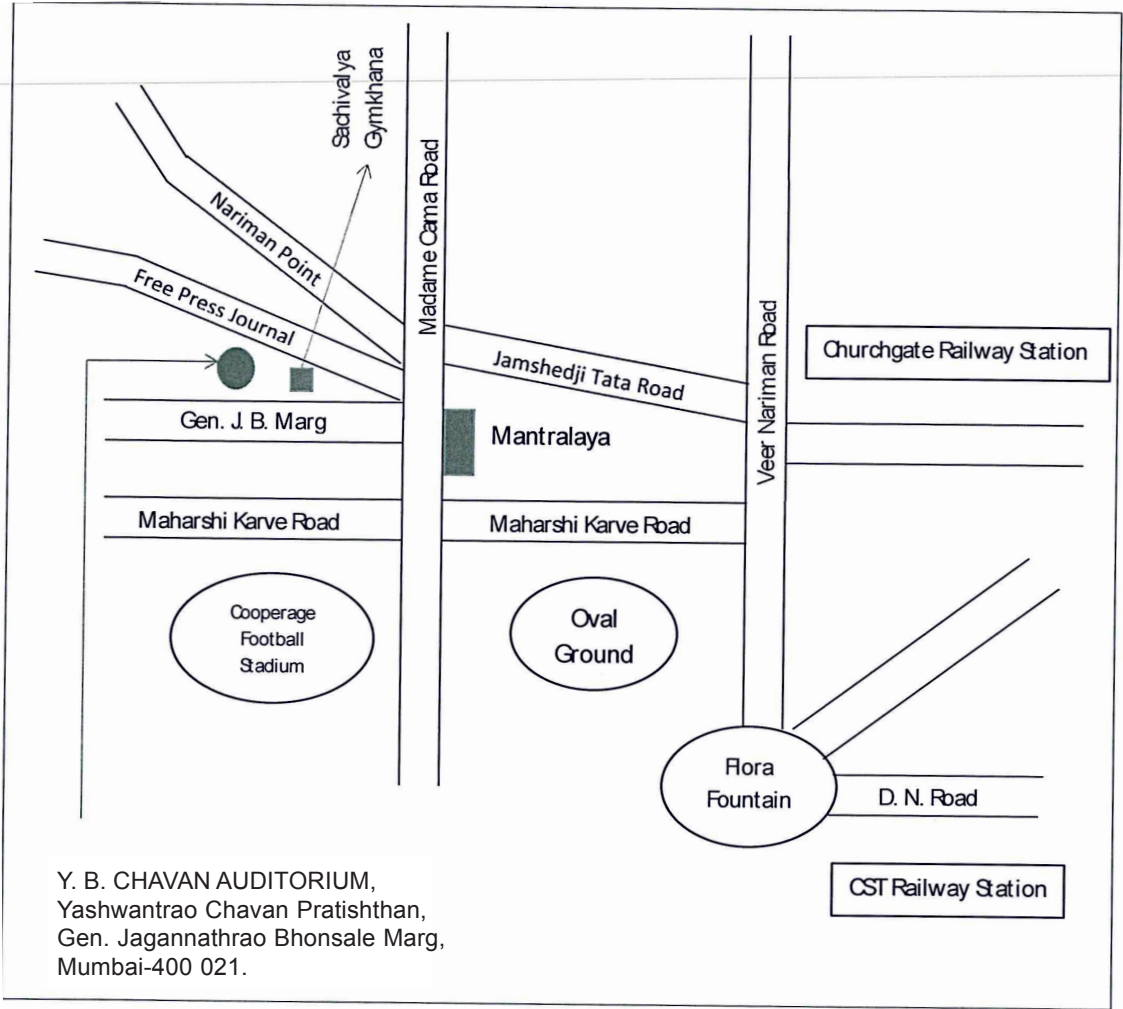 Sachivalya
Gymkhana
Nariman Point
Madame Cama Road
Free Press Journal
Veer Nariman Road
Churchgate Railway Station
Jamshedji Tata Road
Gen. J. B. Marg
Mantralaya
Maharshi Karve Road
Maharshi Karve Road
Cooperage
Football
Stadium
Oval
Ground
Flora
Fountain
D. N. Road
CST Railway Station
Y. B. CHAVAN AUDITORIUM,
Yashwantrao Chavan Pratishthan,
Gen. Jagannathrao Bhonsale Marg,
Mumbai-400 021.